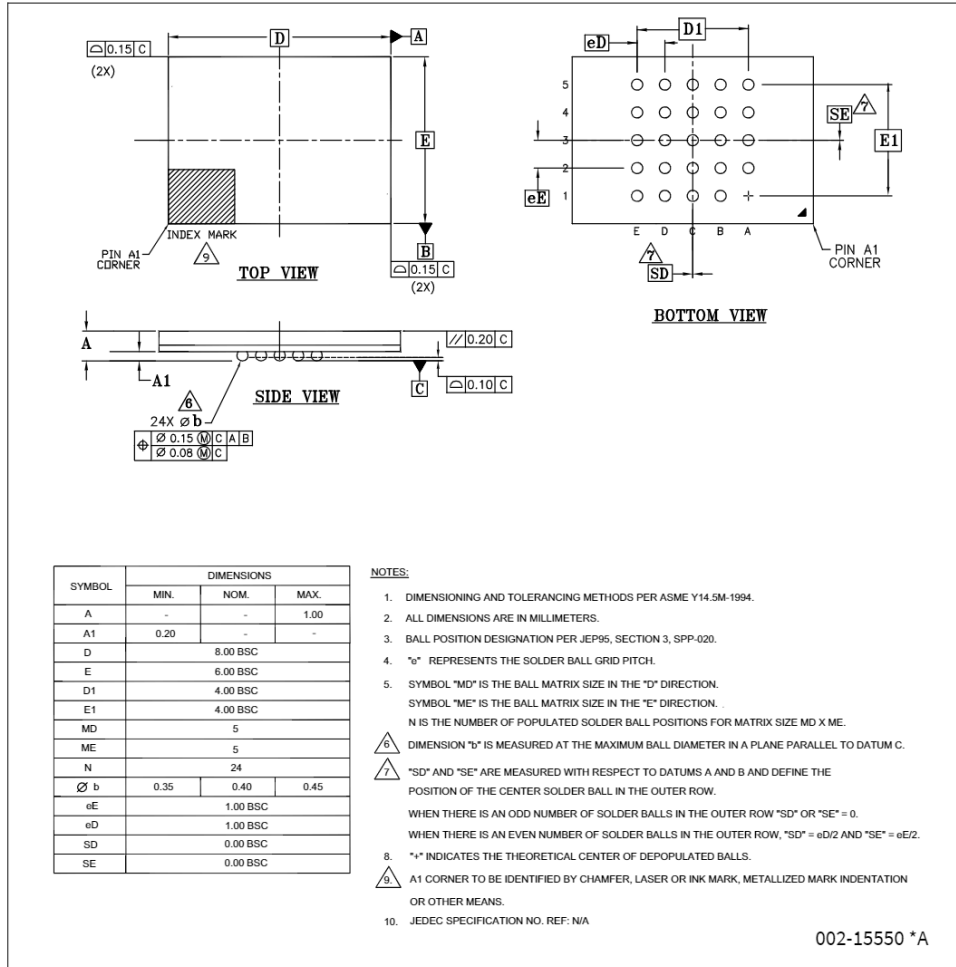 D
A
⌓ 0.15 C
(2X)
E
INDEX MARK
9
PIN A1
CORNER
TOP VIEW
B
⌓ 0.15 C
(2X)
D1
eD
5
4
3
2
1
SE
7
E1
eE
E D C B A
7
SD
PIN A1
CORNER
BOTTOM VIEW
A
A1
// 0.20 C
C
⌓ 0.10 C
SIDE VIEW
6
24X Ø b
⌖ Ø 0.15 Ⓜ C A B
Ø 0.08 Ⓜ C
SYMBOL DIMENSIONS
MIN. NOM. MAX.
A - - 1.00
A1 0.20 - -
D 8.00 BSC
E 6.00 BSC
D1 4.00 BSC
E1 4.00 BSC
MD 5
ME 5
N 24
Ø b 0.35 0.40 0.45
eE 1.00 BSC
eD 1.00 BSC
SD 0.00 BSC
SE 0.00 BSC
NOTES:
1. DIMENSIONING AND TOLERANCING METHODS PER ASME Y14.5M-1994.
2. ALL DIMENSIONS ARE IN MILLIMETERS.
3. BALL POSITION DESIGNATION PER JEP95, SECTION 3, SPP-020.
4. "e" REPRESENTS THE SOLDER BALL GRID PITCH.
5. SYMBOL "MD" IS THE BALL MATRIX SIZE IN THE "D" DIRECTION.
SYMBOL "ME" IS THE BALL MATRIX SIZE IN THE "E" DIRECTION.
N IS THE NUMBER OF POPULATED SOLDER BALL POSITIONS FOR MATRIX SIZE MD X ME.
6 DIMENSION "b" IS MEASURED AT THE MAXIMUM BALL DIAMETER IN A PLANE PARALLEL TO DATUM C.
7 "SD" AND "SE" ARE MEASURED WITH RESPECT TO DATUMS A AND B AND DEFINE THE
POSITION OF THE CENTER SOLDER BALL IN THE OUTER ROW.
WHEN THERE IS AN ODD NUMBER OF SOLDER BALLS IN THE OUTER ROW "SD" OR "SE" = 0.
WHEN THERE IS AN EVEN NUMBER OF SOLDER BALLS IN THE OUTER ROW, "SD" = eD/2 AND "SE" = eE/2.
8. "+" INDICATES THE THEORETICAL CENTER OF DEPOPULATED BALLS.
9. A1 CORNER TO BE IDENTIFIED BY CHAMFER, LASER OR INK MARK, METALLIZED MARK INDENTATION
OR OTHER MEANS.
10. JEDEC SPECIFICATION NO. REF: N/A
002-15550 *A